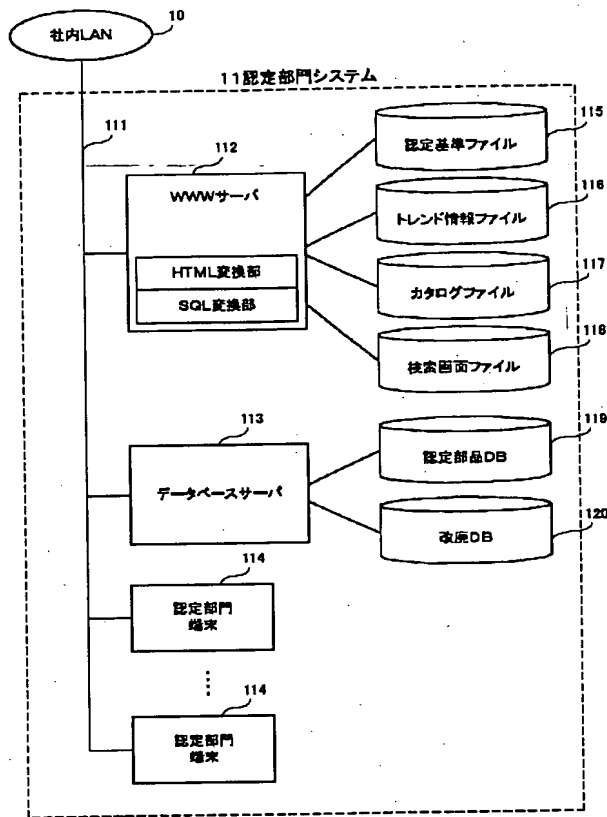 社内LAN
10
11認定部門システム
111
112
WWWサーバ
HTML変換部
SQL変換部
115
認定基準ファイル
116
トレンド情報ファイル
117
カタログファイル
118
検索画面ファイル
113
データベースサーバ
119
認定部品DB
120
改廃DB
114
認定部門
端末
114
認定部門
端末